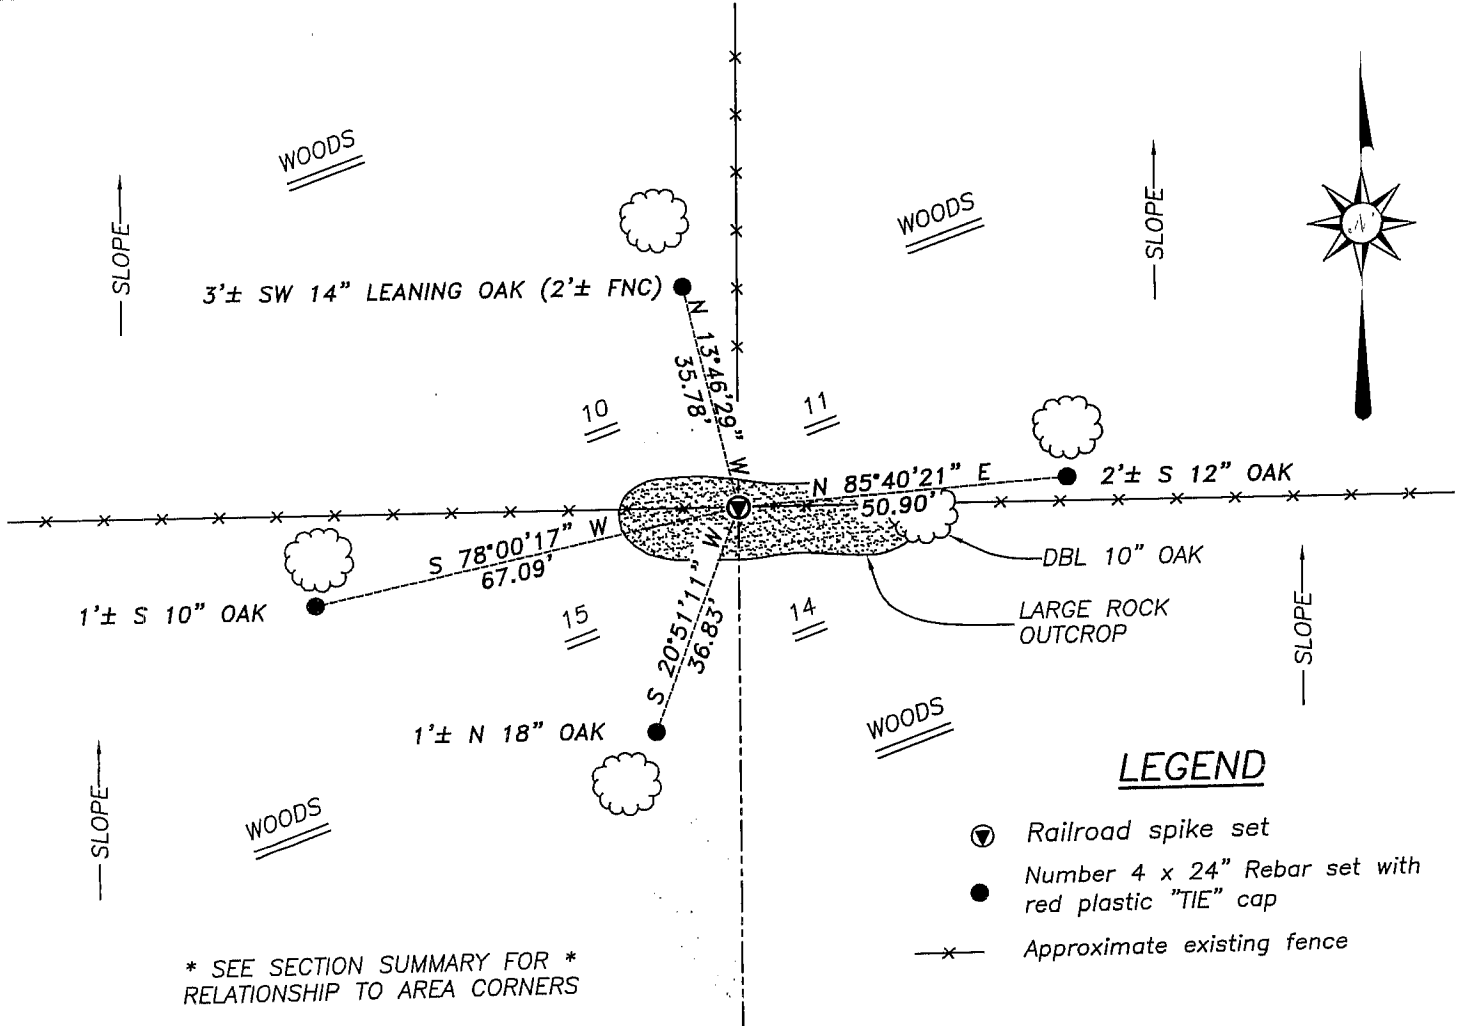 WOODS
SLOPE
WOODS
SLOPE
N
3'± SW 14" LEANING OAK (2'± FNC)
N 13°46'29" W
35.78'
10
11
N 85°40'21" E
50.90'
2'± S 12" OAK
S 78°00'17" W
67.09'
DBL 10" OAK
1'± S 10" OAK
15
14
S 20°51'11" W
36.83'
LARGE ROCK
OUTCROP
SLOPE
1'± N 18" OAK
WOODS
SLOPE
WOODS
LEGEND
Railroad spike set
Number 4 x 24" Rebar set with
red plastic "TIE" cap
Approximate existing fence
* SEE SECTION SUMMARY FOR *
RELATIONSHIP TO AREA CORNERS